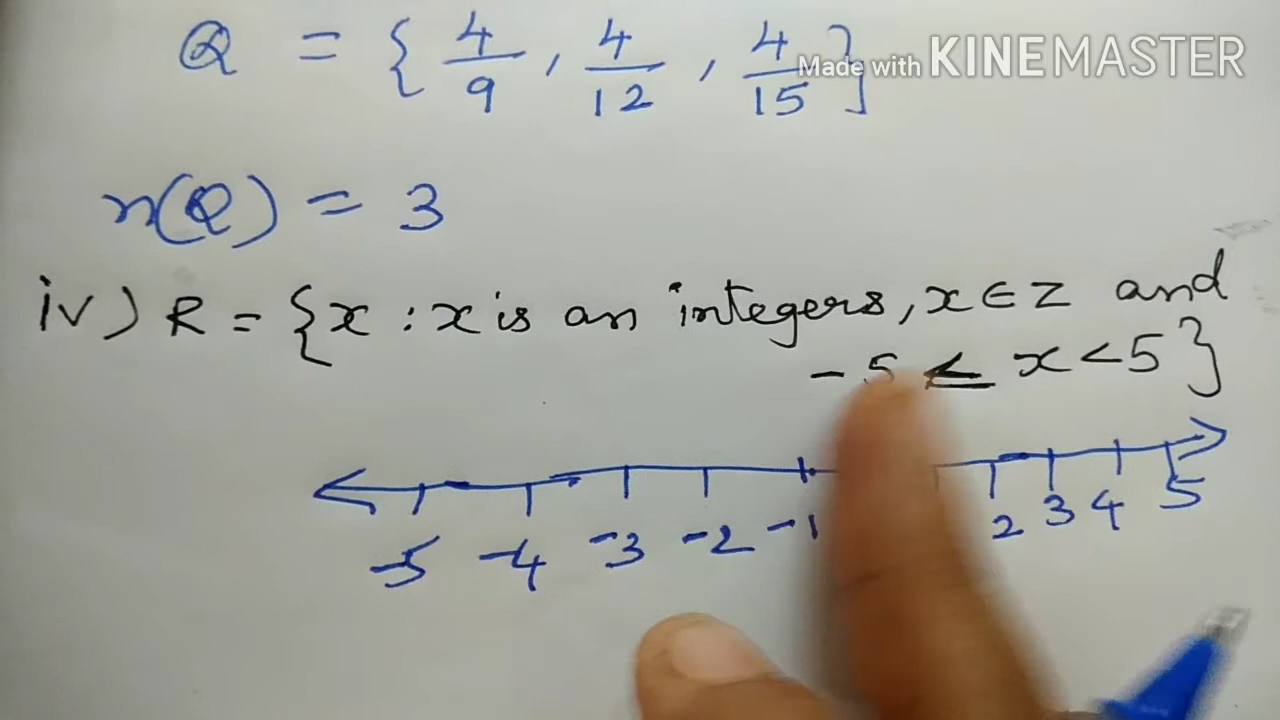 Q = { 4/9 , 4/12 , 4/15 }
Made with KINEMASTER
n(Q) = 3
iv) R = {x : x is an integers, x ∈ Z and
-5 ≤ x < 5}
-5 -4 -3 -2 -1 2 3 4 5